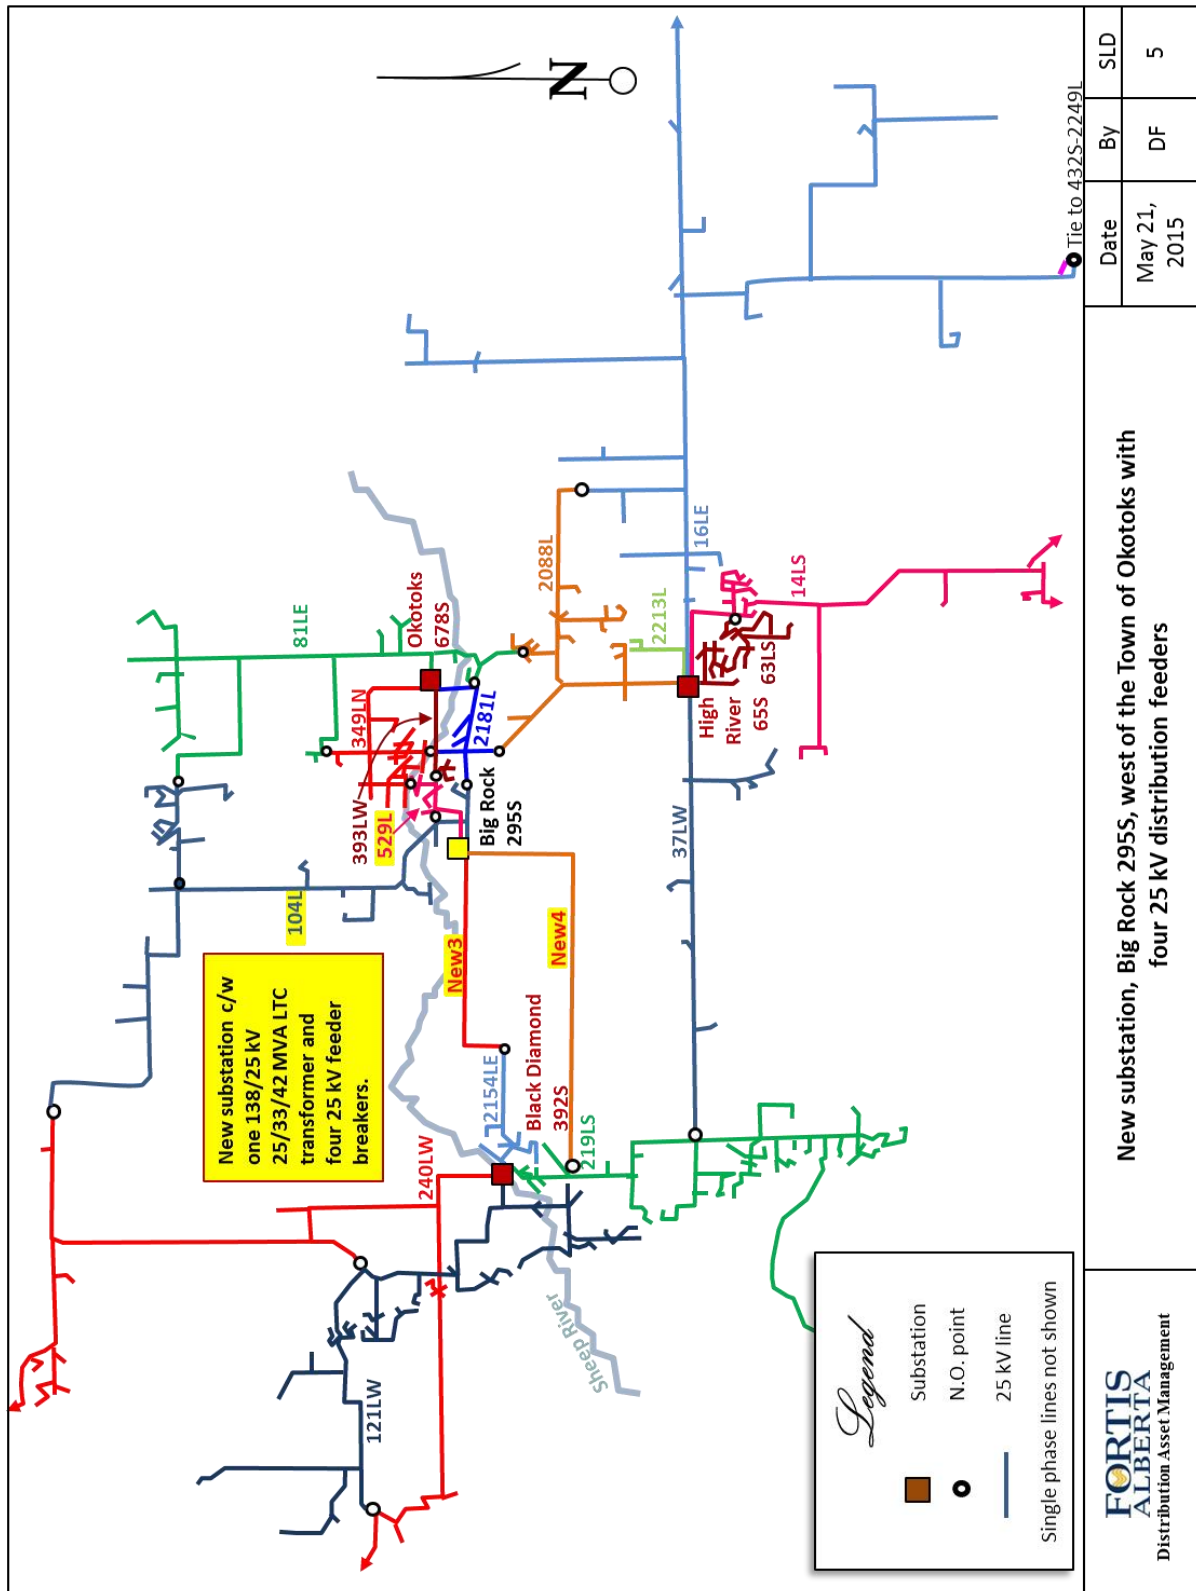 N
81LE
Okotoks
678S
349LN
393LW
529L
2181L
Big Rock
295S
104L
New substation c/w
one 138/25 kV
25/33/42 MVA LTC
transformer and
four 25 kV feeder
breakers.
New3
New4
2088L
2213L
16LE
14LS
High
River
65S
63LS
37LW
240LW
2154LE
Black Diamond
392S
219LS
121LW
Sheep River
Tie to 432S-2249L
Legend
Substation
N.O. point
25 kV line
Single phase lines not shown
FORTIS
ALBERTA
Distribution Asset Management
New substation, Big Rock 295S, west of the Town of Okotoks with
four 25 kV distribution feeders
Date
By
SLD
May 21,
2015
DF
5